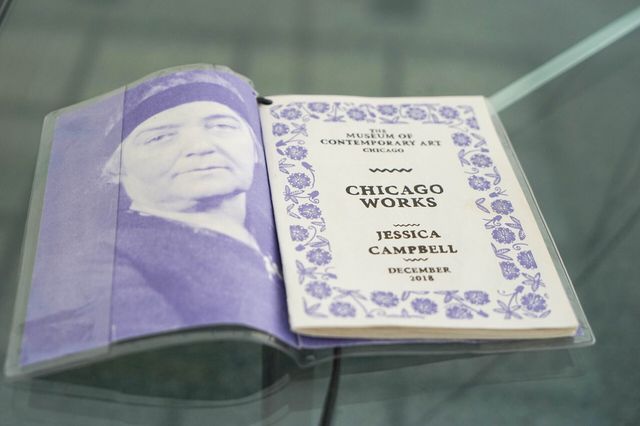 THE
MUSEUM OF
CONTEMPORARY ART
CHICAGO
CHICAGO
WORKS
JESSICA
CAMPBELL
DECEMBER
2018